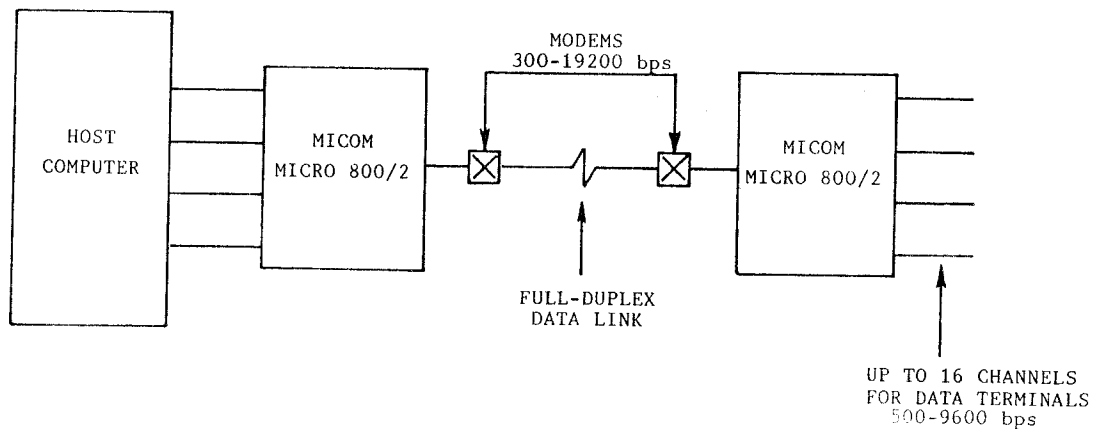 MODEMS
300-19200 bps
HOST
COMPUTER
MICOM
MICRO 800/2
MICOM
MICRO 800/2
FULL-DUPLEX
DATA LINK
UP TO 16 CHANNELS
FOR DATA TERMINALS
500-9600 bps